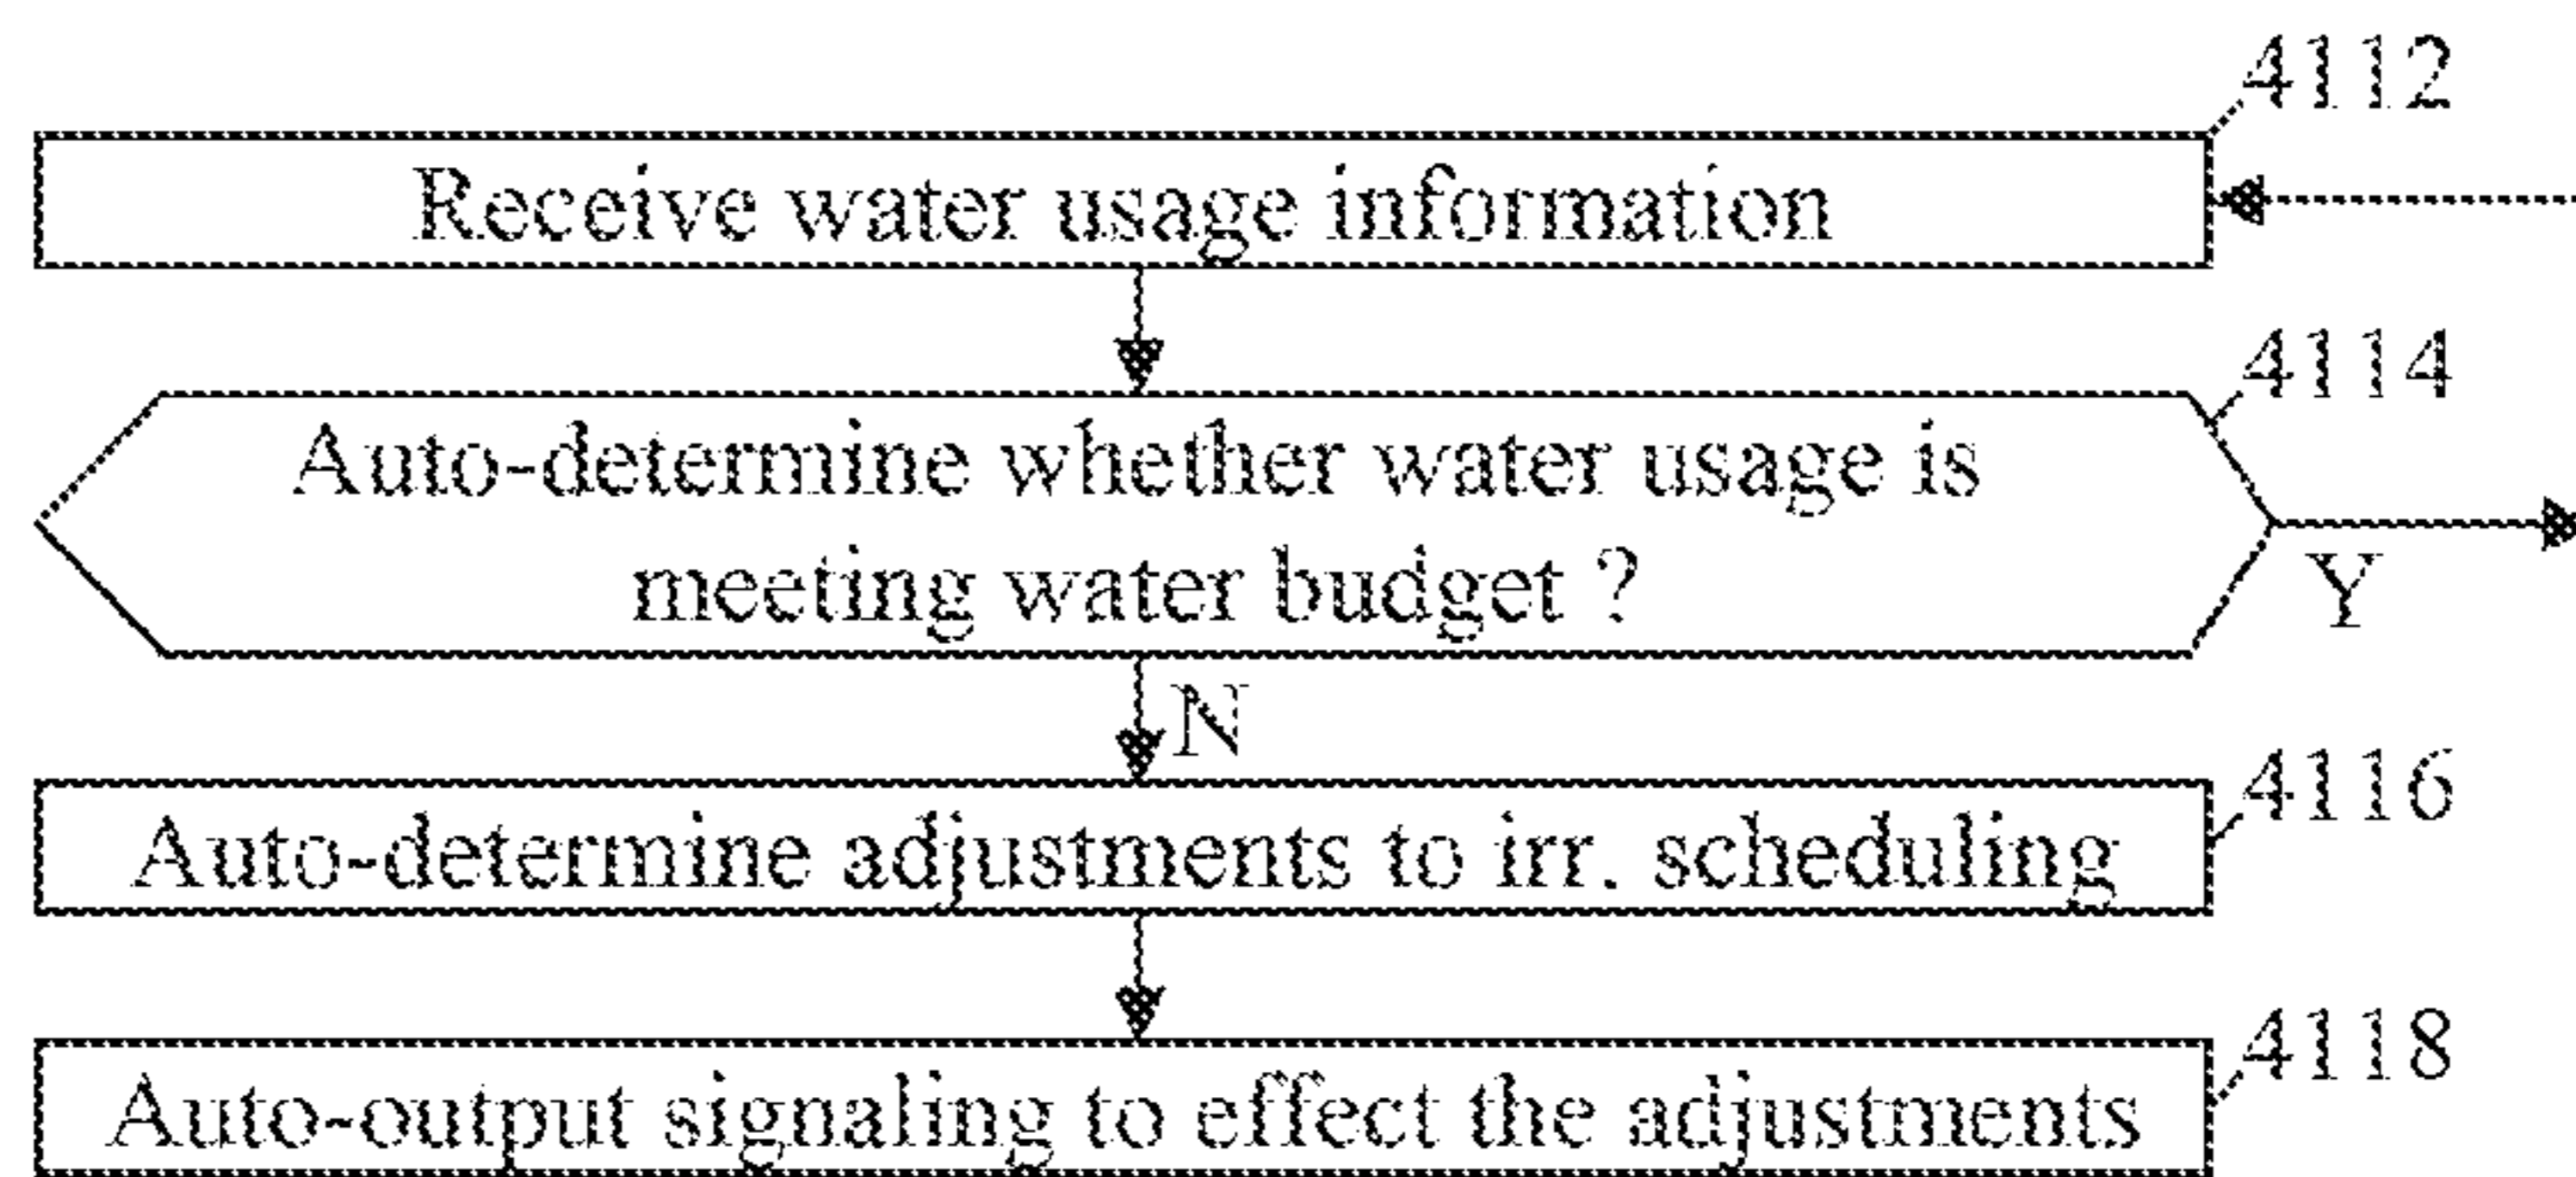 4112
Receive water usage information
4114
Auto-determine whether water usage is
meeting water budget ?
Y
N
4116
Auto-determine adjustments to irr. scheduling
4118
Auto-output signaling to effect the adjustments